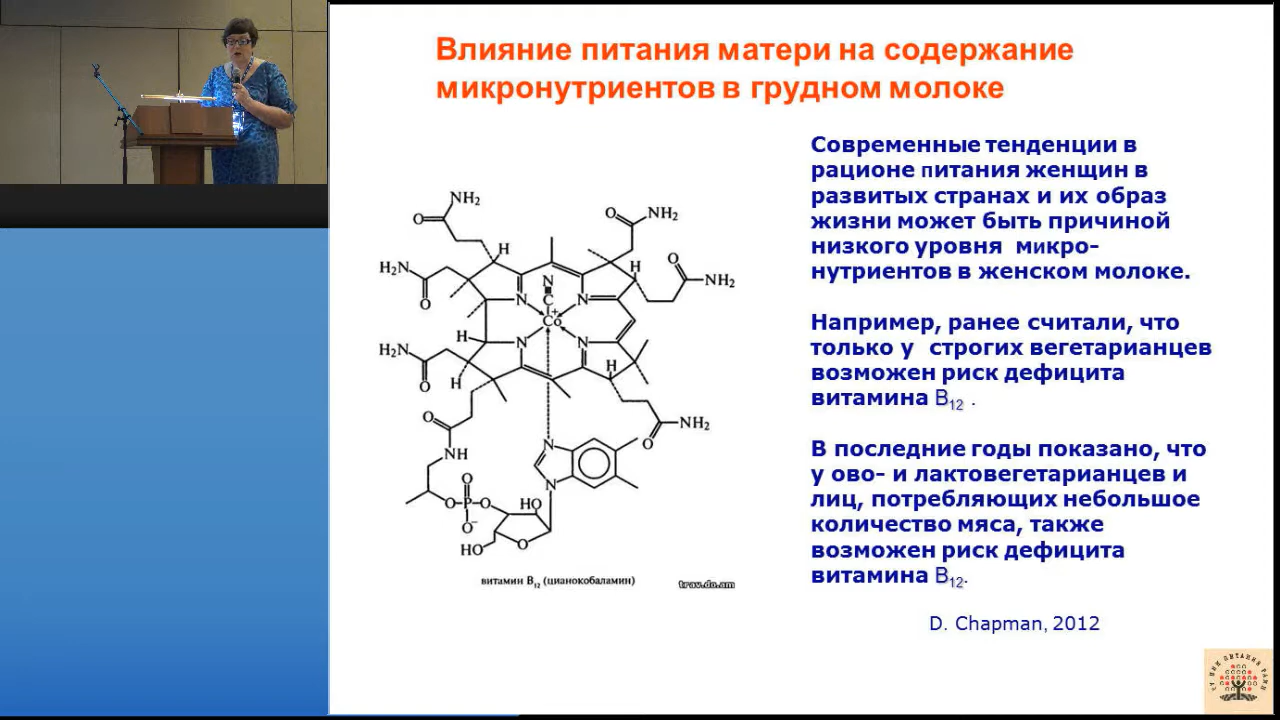 Влияние питания матери на содержание
микронутриентов в грудном молоке
Современные тенденции в
рационе питания женщин в
развитых странах и их образ
жизни может быть причиной
низкого уровня микро-
нутриентов в женском молоке.
Например, ранее считали, что
только у строгих вегетарианцев
возможен риск дефицита
витамина B12 .
В последние годы показано, что
у ово- и лактовегетарианцев и
лиц, потребляющих небольшое
количество мяса, также
возможен риск дефицита
витамина B12.
D. Chapman, 2012
NH2
O
O
NH2
H
H2N
O
N
C
H
O
NH2
N
N
Co
+
H2N
O
H
N
N
H
H
O
NH2
O
NH
N
N
O
O
P
O
O-
HO
HO
O
витамин B12 (цианокобаламин)
trav.do.am